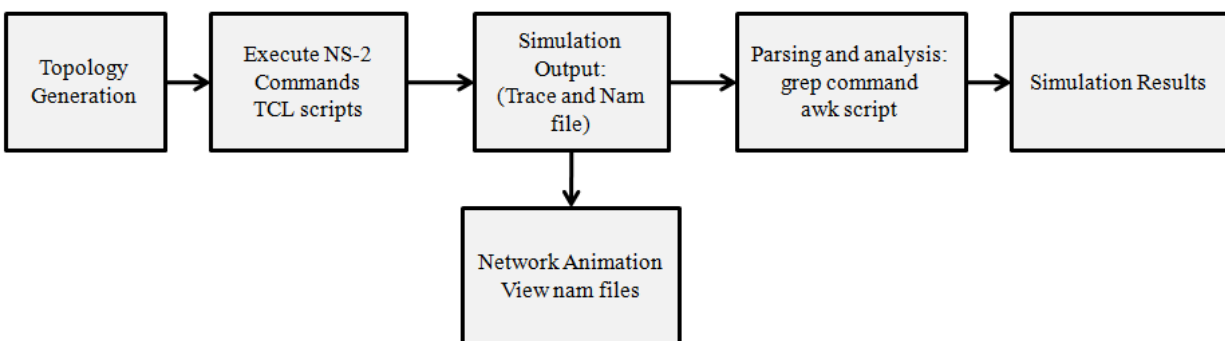 Topology
Generation
Execute NS-2
Commands
TCL scripts
Simulation
Output:
(Trace and Nam
file)
Parsing and analysis:
grep command
awk script
Simulation Results
Network Animation
View nam files